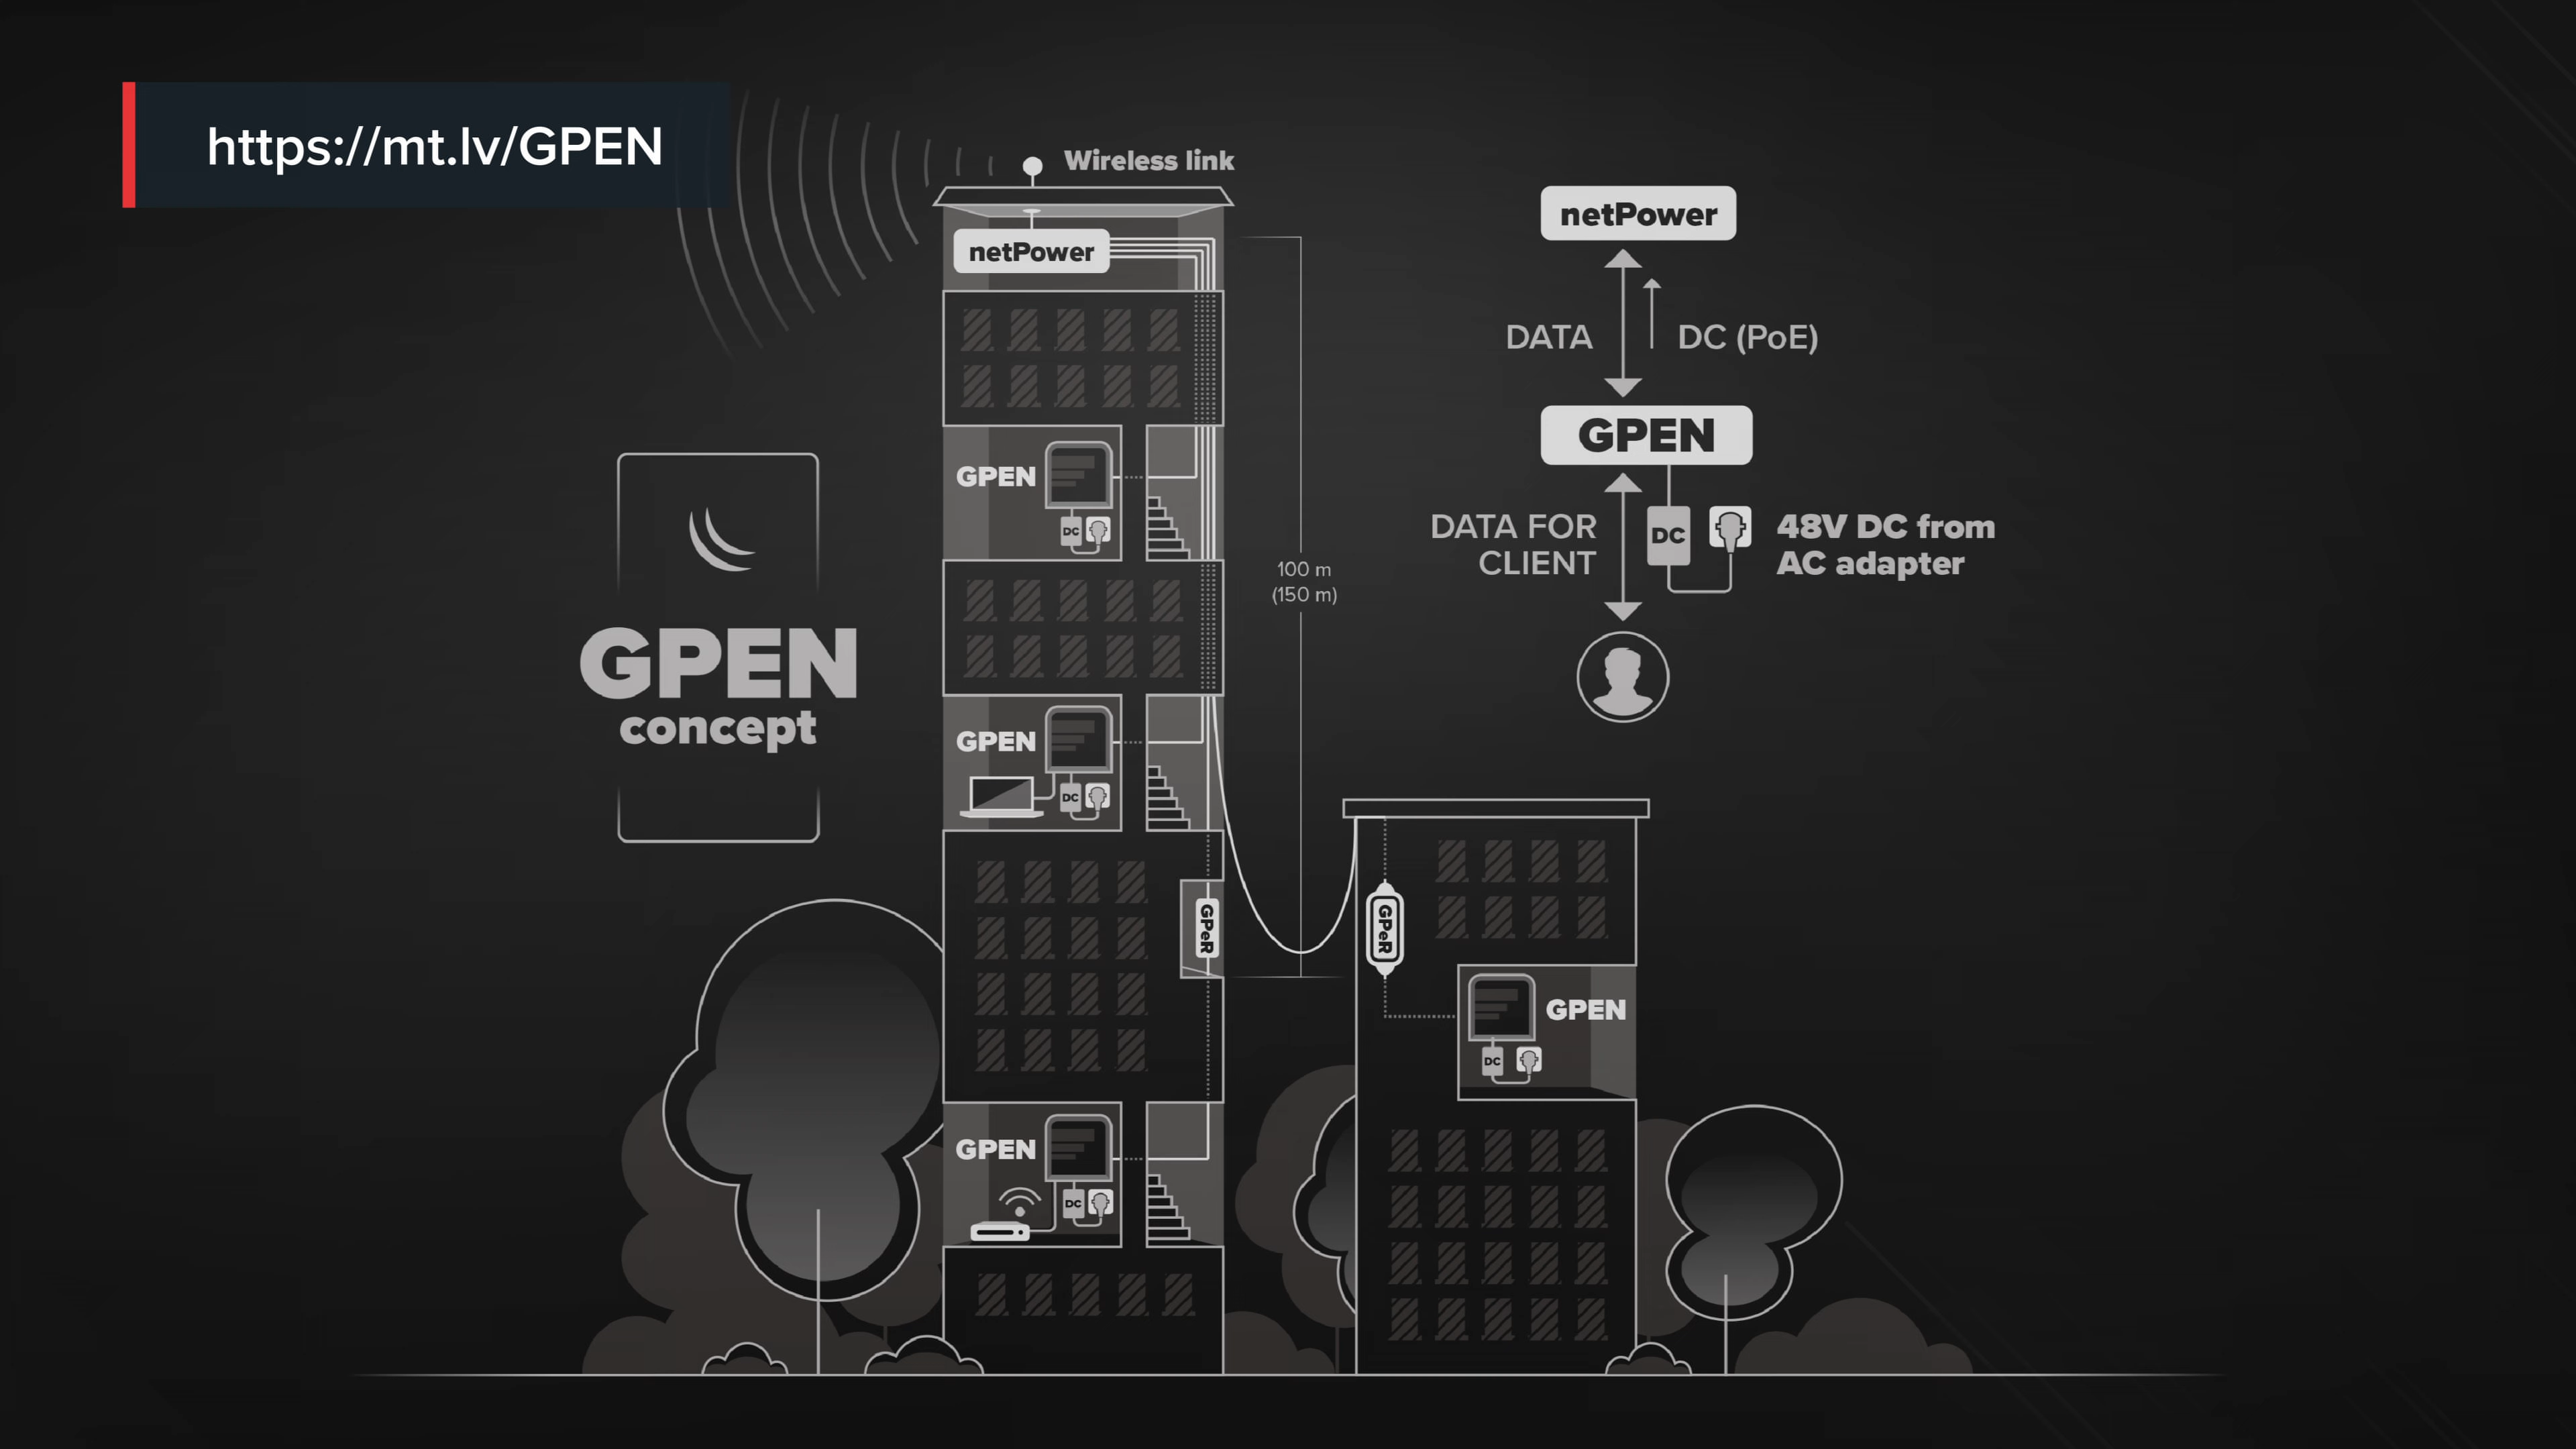 https://mt.lv/GPEN
Wireless link
netPower
GPEN
DC
GPEN
DC
GPeR
GPEN
DC
100 m
(150 m)
GPEN
concept
netPower
DATA
DC (PoE)
GPEN
DATA FOR
CLIENT
DC
48V DC from
AC adapter
GPeR
GPEN
DC